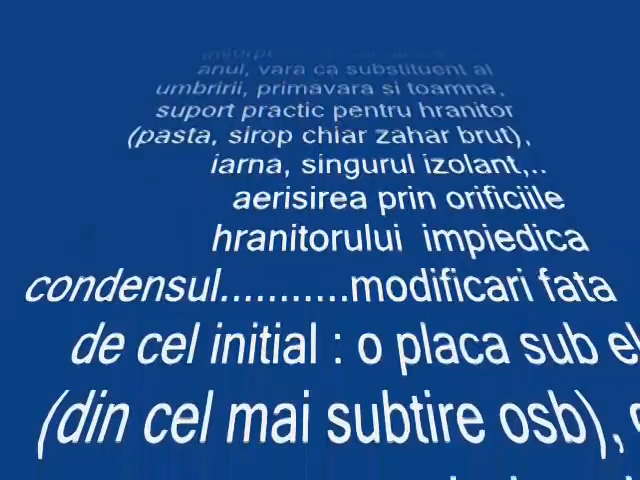 anul, vara ca substituent al
umbririi, primavara si toamna,
suport practic pentru hranitor
(pasta, sirop chiar zahar brut),
iarna, singurul izolant,..
aerisirea prin orificiile
hranitorului impiedica
condensul...........modificari fata
de cel initial : o placa sub el
(din cel mai subtire osb),